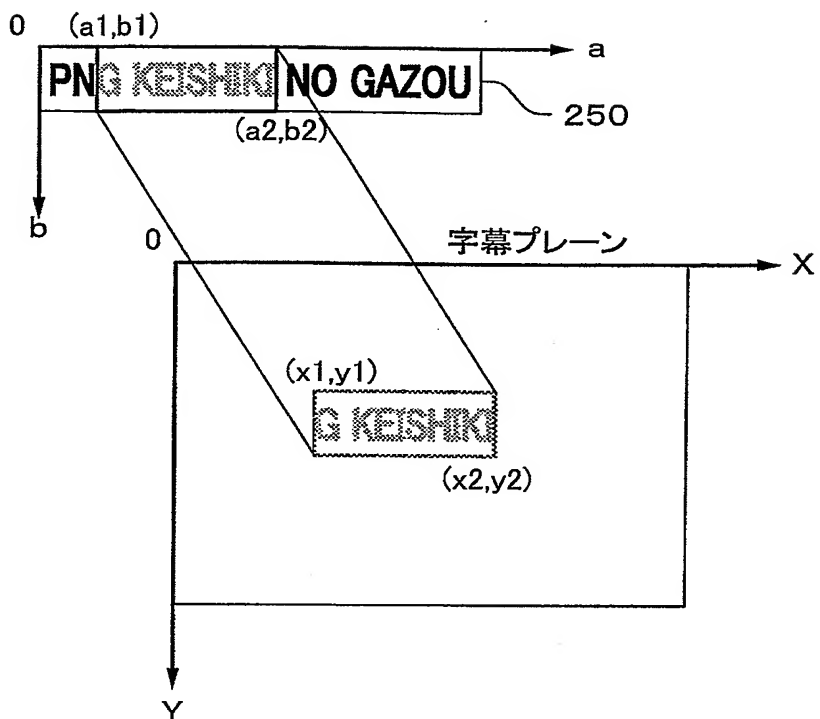 0 (a1,b1)
a
PNG KEISHIKI NO GAZOU
250
(a2,b2)
b
0
字幕プレーン
X
(x1,y1)
G KEISHIKI
(x2,y2)
Y